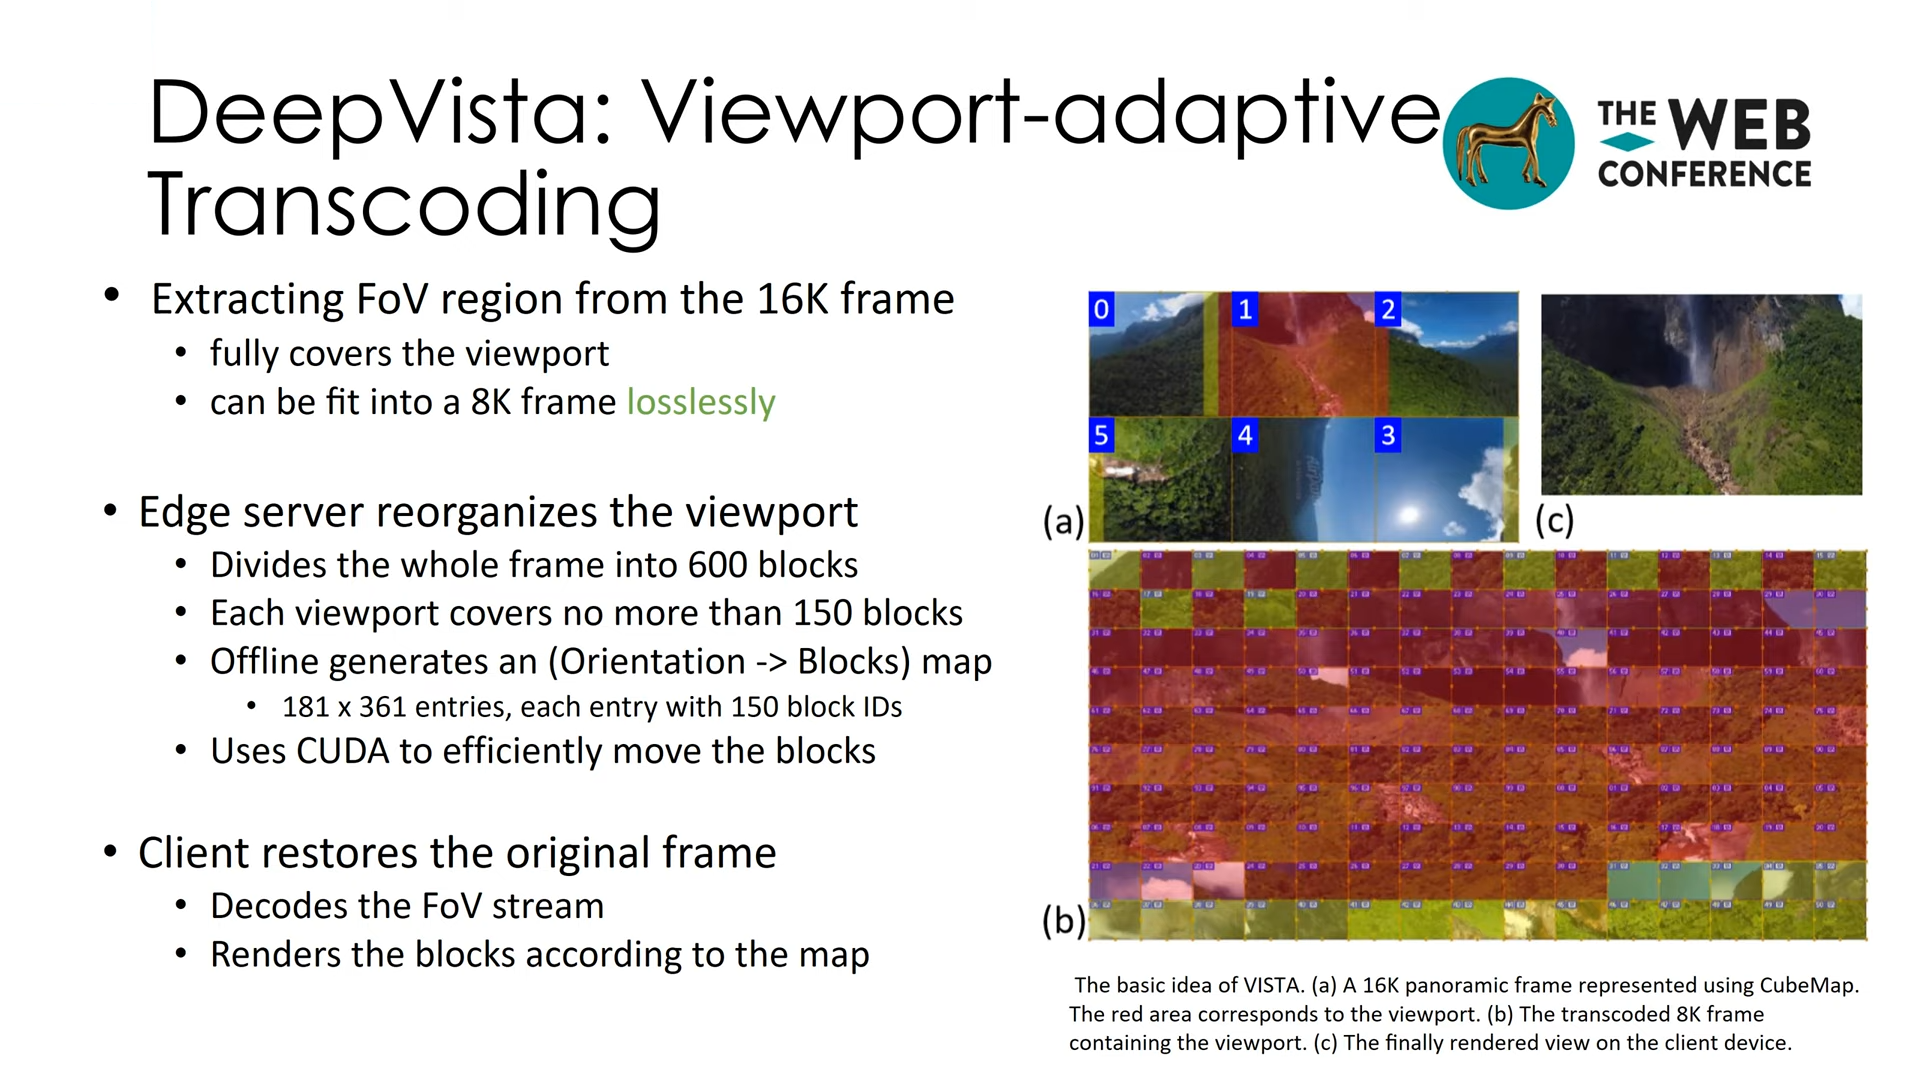 DeepVista: Viewport-adaptive
Transcoding
THE WEB
CONFERENCE
• Extracting FoV region from the 16K frame
• fully covers the viewport
• can be fit into a 8K frame losslessly
• Edge server reorganizes the viewport
• Divides the whole frame into 600 blocks
• Each viewport covers no more than 150 blocks
• Offline generates an (Orientation -> Blocks) map
• 181 x 361 entries, each entry with 150 block IDs
• Uses CUDA to efficiently move the blocks
• Client restores the original frame
• Decodes the FoV stream
• Renders the blocks according to the map
0 1 2
5 4 3
(a)
(c)
(b)
The basic idea of VISTA. (a) A 16K panoramic frame represented using CubeMap.
The red area corresponds to the viewport. (b) The transcoded 8K frame
containing the viewport. (c) The finally rendered view on the client device.